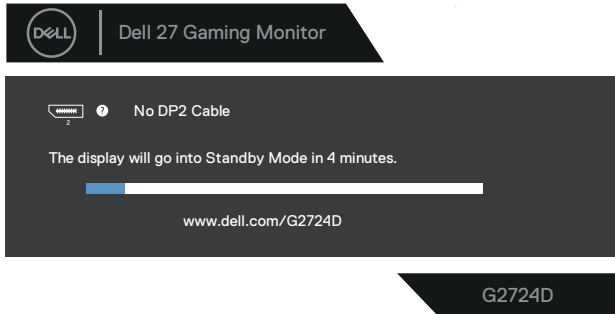 DELL
Dell 27 Gaming Monitor
? No DP2 Cable
2
The display will go into Standby Mode in 4 minutes.
www.dell.com/G2724D
G2724D